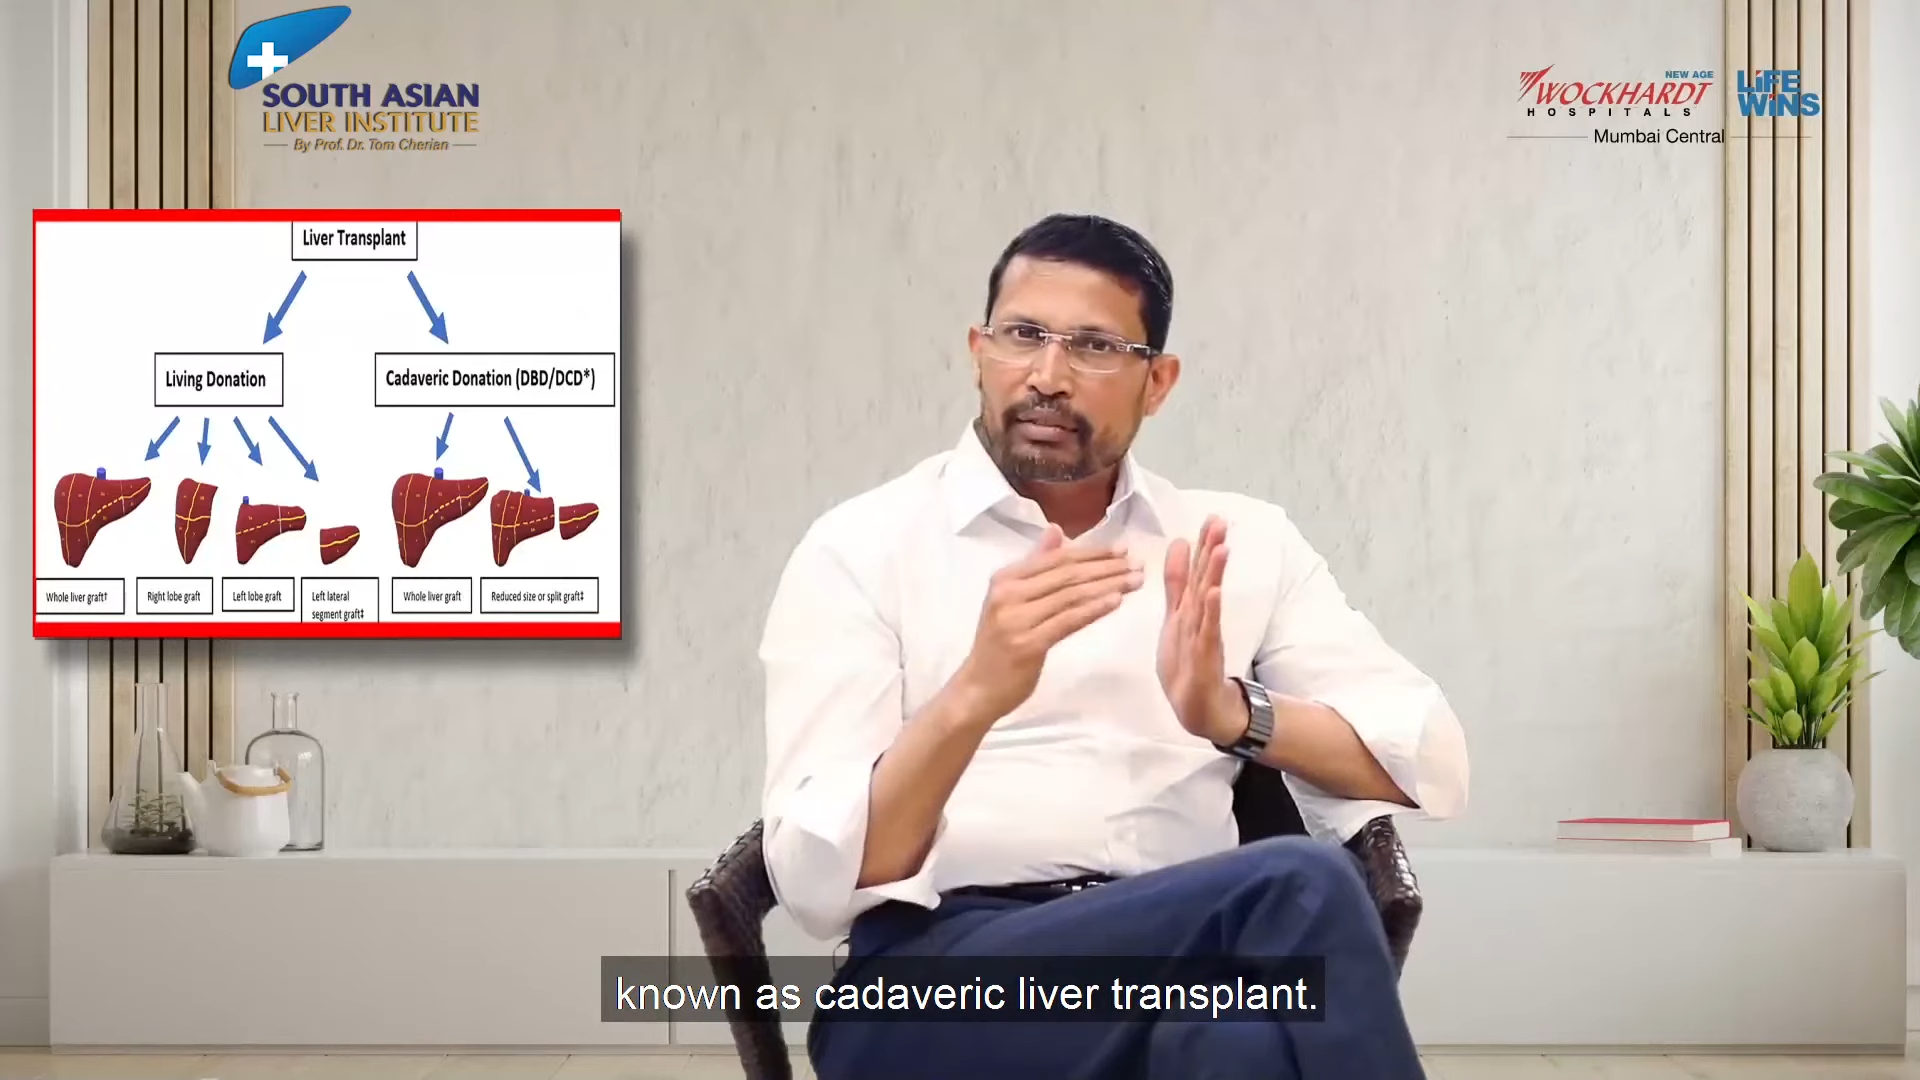 SOUTH ASIAN
LIVER INSTITUTE
By Prof. Dr. Tom Cherian
NEW AGE
WOCKHARDT
HOSPITALS
LiFE
WiNS
Mumbai Central
Liver Transplant
Living Donation
Cadaveric Donation (DBD/DCD*)
Whole liver graft†
Right lobe graft
Left lobe graft
Left lateral
segment graft‡
Whole liver graft
Reduced size or split graft‡
known as cadaveric liver transplant.